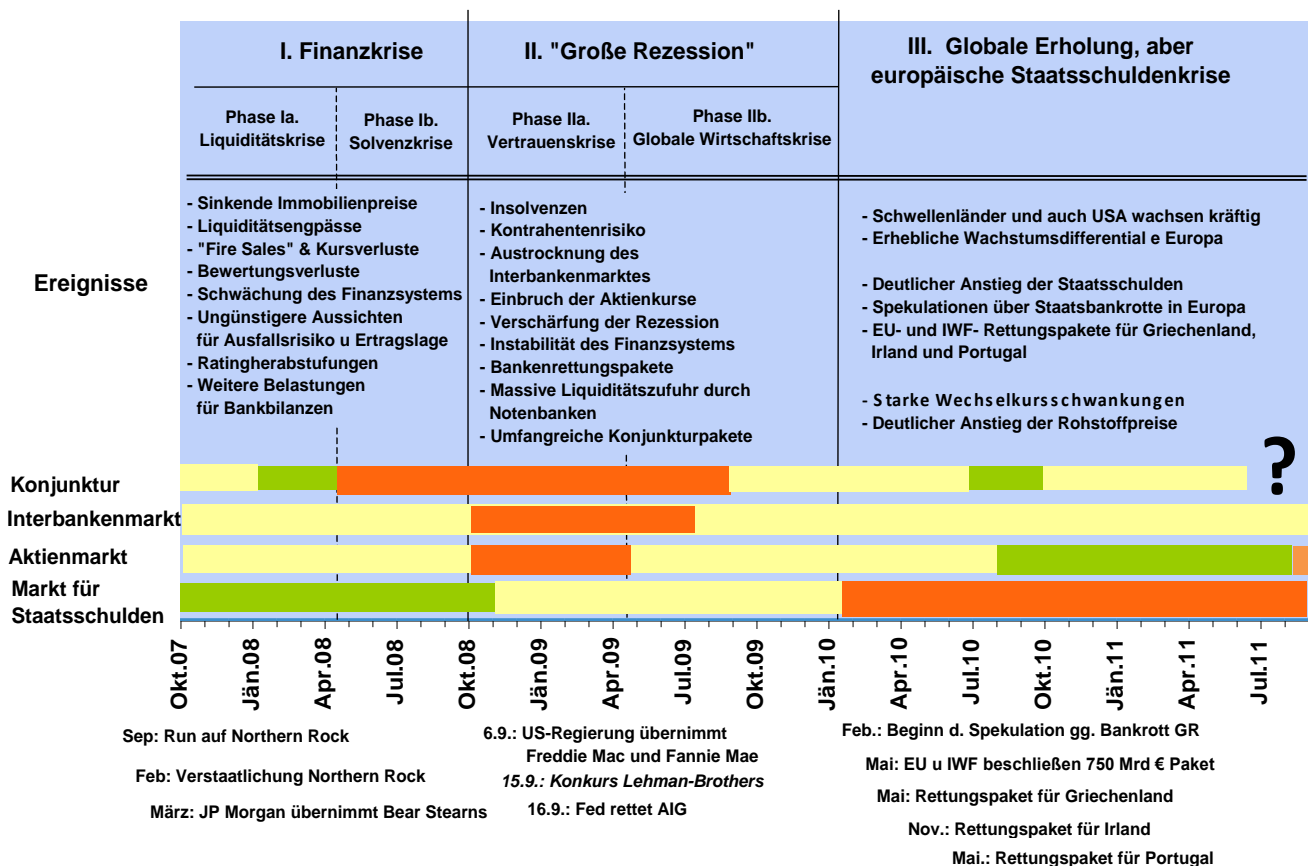 I. Finanzkrise
II. "Große Rezession"
III. Globale Erholung, aber
europäische Staatsschuldenkrise
Phase Ia.
Liquiditätskrise
Phase Ib.
Solvenzkrise
Phase IIa.
Vertrauenskrise
Phase IIb.
Globale Wirtschaftskrise
Ereignisse
- Sinkende Immobilienpreise
- Liquiditätsengpässe
- "Fire Sales" & Kursverluste
- Bewertungsverluste
- Schwächung des Finanzsystems
- Ungünstigere Aussichten
für Ausfallsrisiko u Ertragslage
- Ratingherabstufungen
- Weitere Belastungen
für Bankbilanzen
- Insolvenzen
- Kontrahentenrisiko
- Austrocknung des
Interbankenmarktes
- Einbruch der Aktienkurse
- Verschärfung der Rezession
- Instabilität des Finanzsystems
- Bankenrettungspakete
- Massive Liquiditätszufuhr durch
Notenbanken
- Umfangreiche Konjunkturpakete
- Schwellenländer und auch USA wachsen kräftig
- Erhebliche Wachstumsdifferential e Europa
- Deutlicher Anstieg der Staatsschulden
- Spekulationen über Staatsbankrotte in Europa
- EU- und IWF- Rettungspakete für Griechenland,
Irland und Portugal
- Starke Wechselkursschwankungen
- Deutlicher Anstieg der Rohstoffpreise
Konjunktur
?
Interbankenmarkt
Aktienmarkt
Markt für
Staatsschulden
Okt.07
Jän.08
Apr.08
Jul.08
Okt.08
Jän.09
Apr.09
Jul.09
Okt.09
Jän.10
Apr.10
Jul.10
Okt.10
Jän.11
Apr.11
Jul.11
Sep: Run auf Northern Rock
Feb: Verstaatlichung Northern Rock
März: JP Morgan übernimmt Bear Stearns
6.9.: US-Regierung übernimmt
Freddie Mac und Fannie Mae
15.9.: Konkurs Lehman-Brothers
16.9.: Fed rettet AIG
Feb.: Beginn d. Spekulation gg. Bankrott GR
Mai: EU u IWF beschließen 750 Mrd € Paket
Mai: Rettungspaket für Griechenland
Nov.: Rettungspaket für Irland
Mai.: Rettungspaket für Portugal